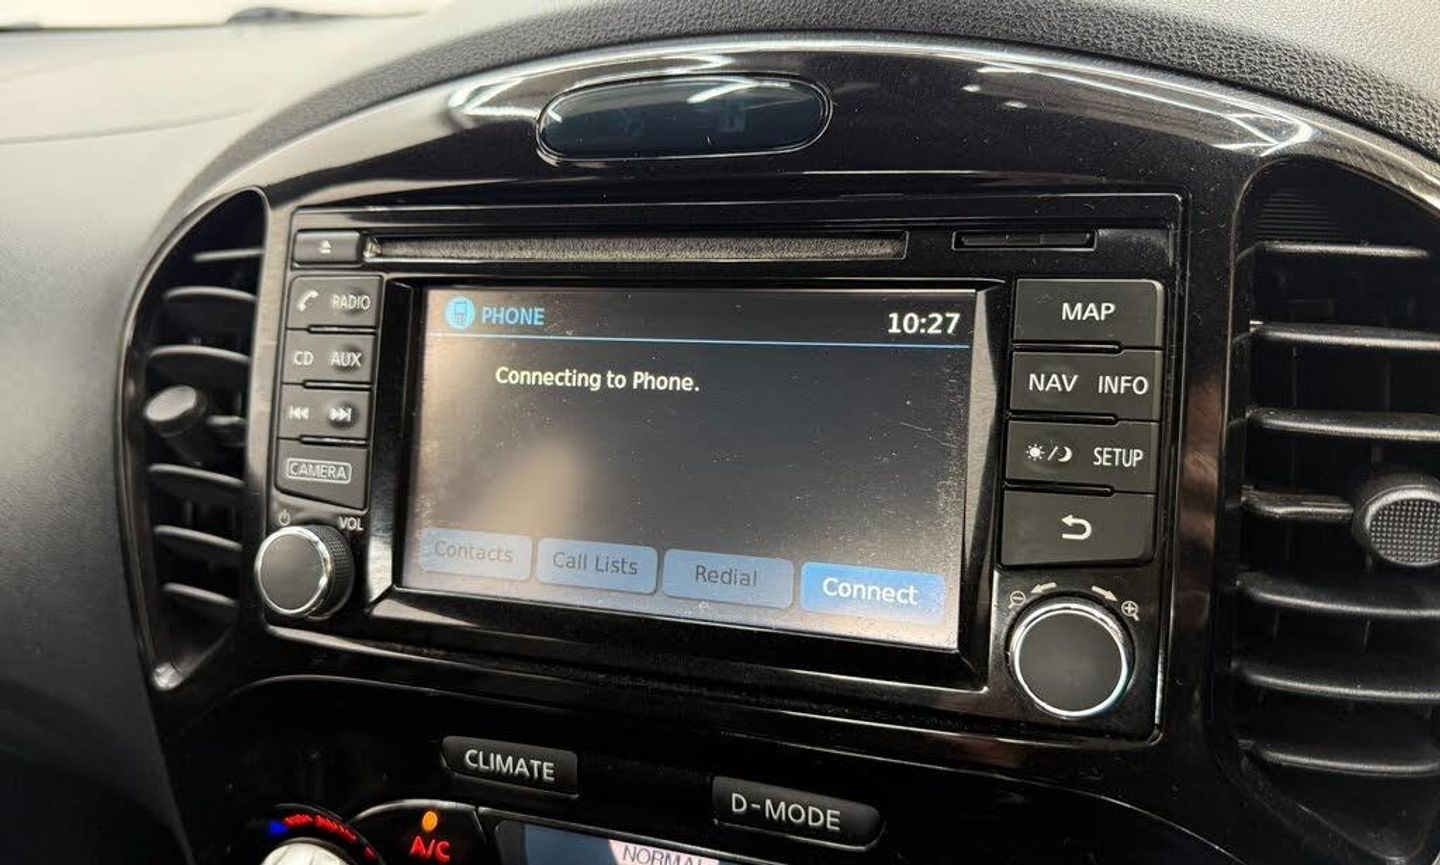 PHONE
10:27
Connecting to Phone.
Contacts
Call Lists
Redial
Connect
RADIO
CD AUX
CAMERA
VOL
MAP
NAV INFO
SETUP
CLIMATE
D-MODE
A/C
NORMAL